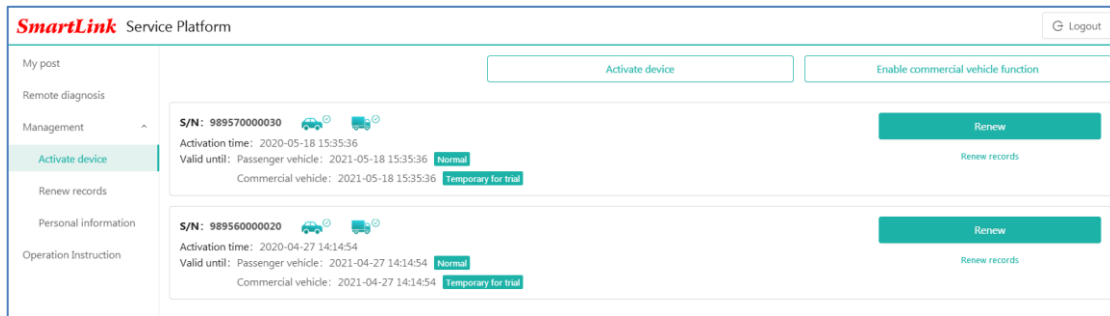 SmartLink Service Platform
Logout
My post
Remote diagnosis
Management
Activate device
Renew records
Personal information
Operation Instruction
Activate device
Enable commercial vehicle function
S/N: 989570000030
Activation time: 2020-05-18 15:35:36
Valid until: Passenger vehicle: 2021-05-18 15:35:36 Normal
Commercial vehicle: 2021-05-18 15:35:36 Temporary for trial
Renew
Renew records
S/N: 989560000020
Activation time: 2020-04-27 14:14:54
Valid until: Passenger vehicle: 2021-04-27 14:14:54 Normal
Commercial vehicle: 2021-04-27 14:14:54 Temporary for trial
Renew
Renew records